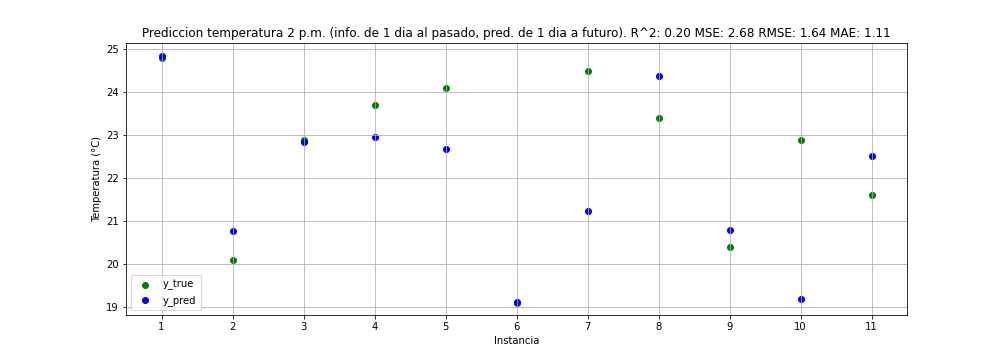 Prediccion temperatura 2 p.m. (info. de 1 dia al pasado, pred. de 1 dia a futuro). R^2: 0.20 MSE: 2.68 RMSE: 1.64 MAE: 1.11
25
24
23
22
21
20
19
Temperatura (°C)
y_true
y_pred
1 2 3 4 5 6 7 8 9 10 11
Instancia